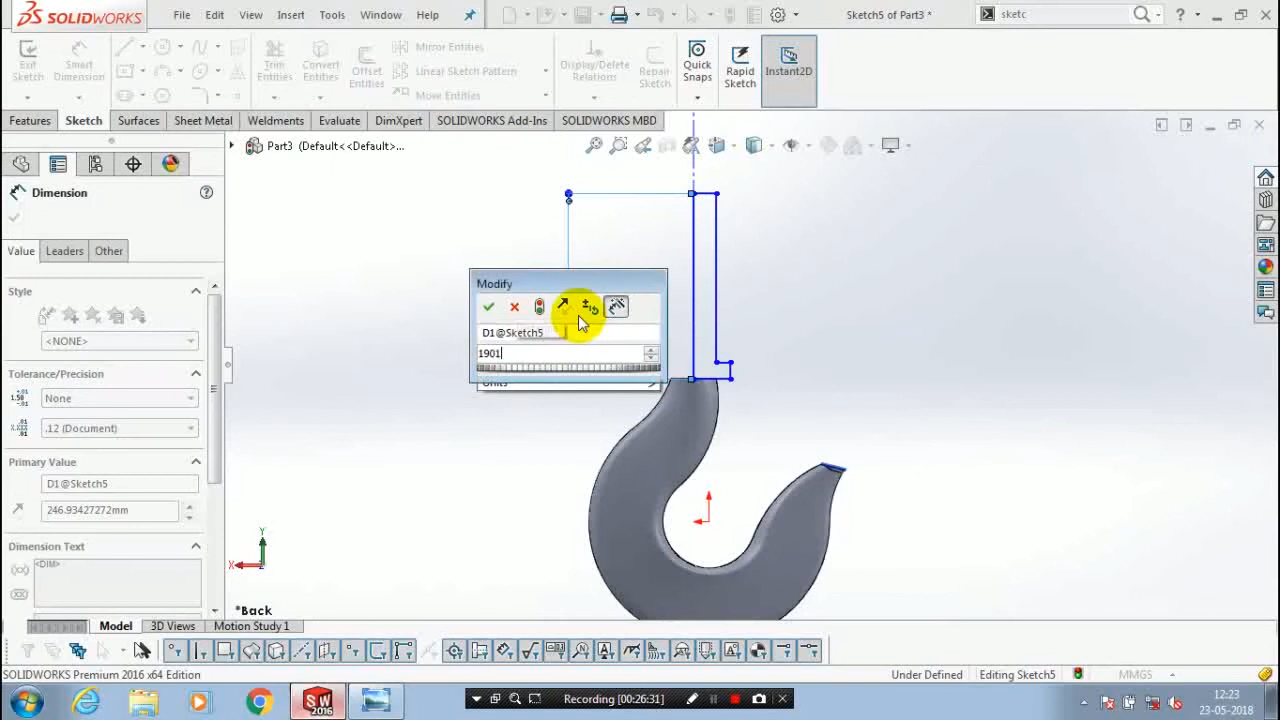 SOLIDWORKS File Edit View Insert Tools Window Help Sketch5 of Part3 * sketc ?
Exit Sketch Smart Dimension Trim Entities Convert Entities Offset Entities Mirror Entities Linear Sketch Pattern Move Entities Display/Delete Relations Repair Sketch Quick Snaps Rapid Sketch Instant2D
Features Sketch Surfaces Sheet Metal Weldments Evaluate DimXpert SOLIDWORKS Add-Ins SOLIDWORKS MBD
Part3 (Default<<Default>...
Dimension ?
Value Leaders Other
Style
<NONE>
Tolerance/Precision
None
.12 (Document)
Primary Value
D1@Sketch5
246.93427272mm
Dimension Text
<DIM>
Modify
D1@Sketch5
1901
Units
Y
X
*Back
Model 3D Views Motion Study 1
SOLIDWORKS Premium 2016 x64 Edition Under Defined Editing Sketch5 MMGS
SW 2016 Recording [00:26:31] 12:23
23-05-2018